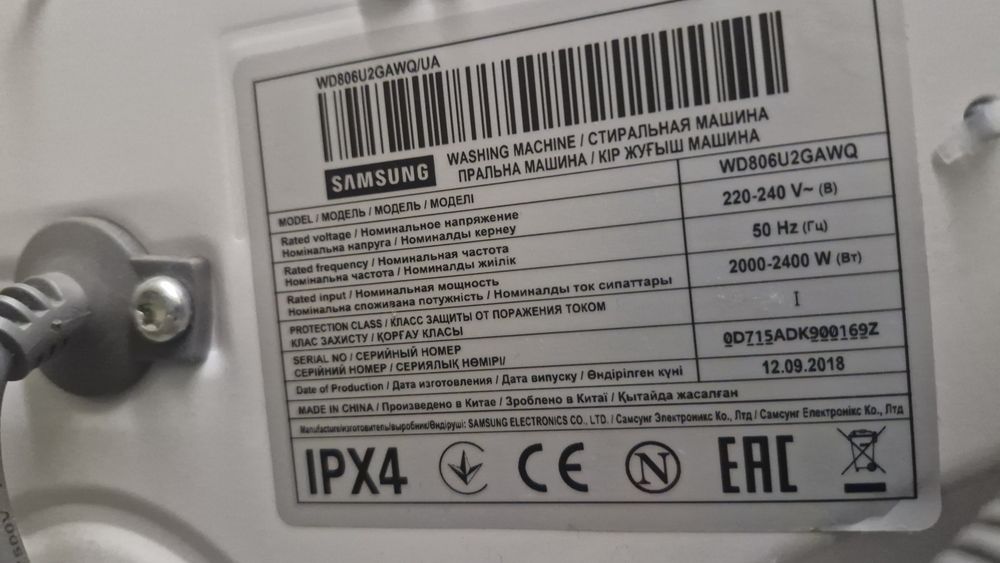 WD806U2GAWQ/UA
SAMSUNG
WASHING MACHINE / СТИРАЛЬНАЯ МАШИНА
ПРАЛЬНА МАШИНА / КІР ЖУҒЫШ МАШИНА
MODEL / МОДЕЛЬ / МОДЕЛЬ / МОДЕЛІ
WD806U2GAWQ
Rated voltage / Номинальное напряжение
Номінальна напруга / Номиналды кернеу
220-240 V~ (В)
Rated frequency / Номинальная частота
Номінальна частота / Номиналды жиілік
50 Hz (Гц)
Rated input / Номинальная мощность
Номінальна споживана потужність / Номиналды ток сипаттары
2000-2400 W (Вт)
PROTECTION CLASS / КЛАСС ЗАЩИТЫ ОТ ПОРАЖЕНИЯ ТОКОМ
КЛАС ЗАХИСТУ / ҚОРҒАУ КЛАСЫ
I
SERIAL NO / СЕРИЙНЫЙ НОМЕР
СЕРІЙНИЙ НОМЕР / СЕРИЯЛЫҚ НӨМІРІ/
0D715ADK900169Z
Date of Production / Дата изготовления / Дата випуску / Өндірілген күні
12.09.2018
MADE IN CHINA / Произведено в Китае / Зроблено в Китаї / Қытайда жасалған
Manufacture/изготовитель/выробник/Өндіруші: SAMSUNG ELECTRONICS CO., LTD. / Самсунг Электроникс Ко., Лтд / Самсунг Електронікс Ко., Лтд
IPX4
CE
N
EAC